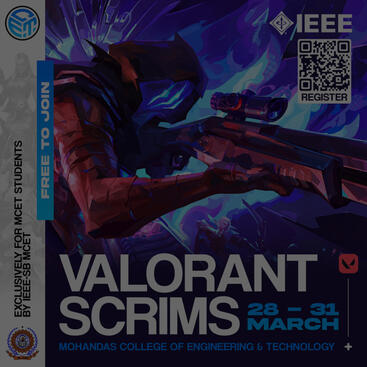 IEEE
REGISTER
FREE TO JOIN
EXCLUSIVELY FOR MCET STUDENTS
BY IEEE-SB MCET
VALORANT
SCRIMS
28 – 31
MARCH
MOHANDAS COLLEGE OF ENGINEERING & TECHNOLOGY